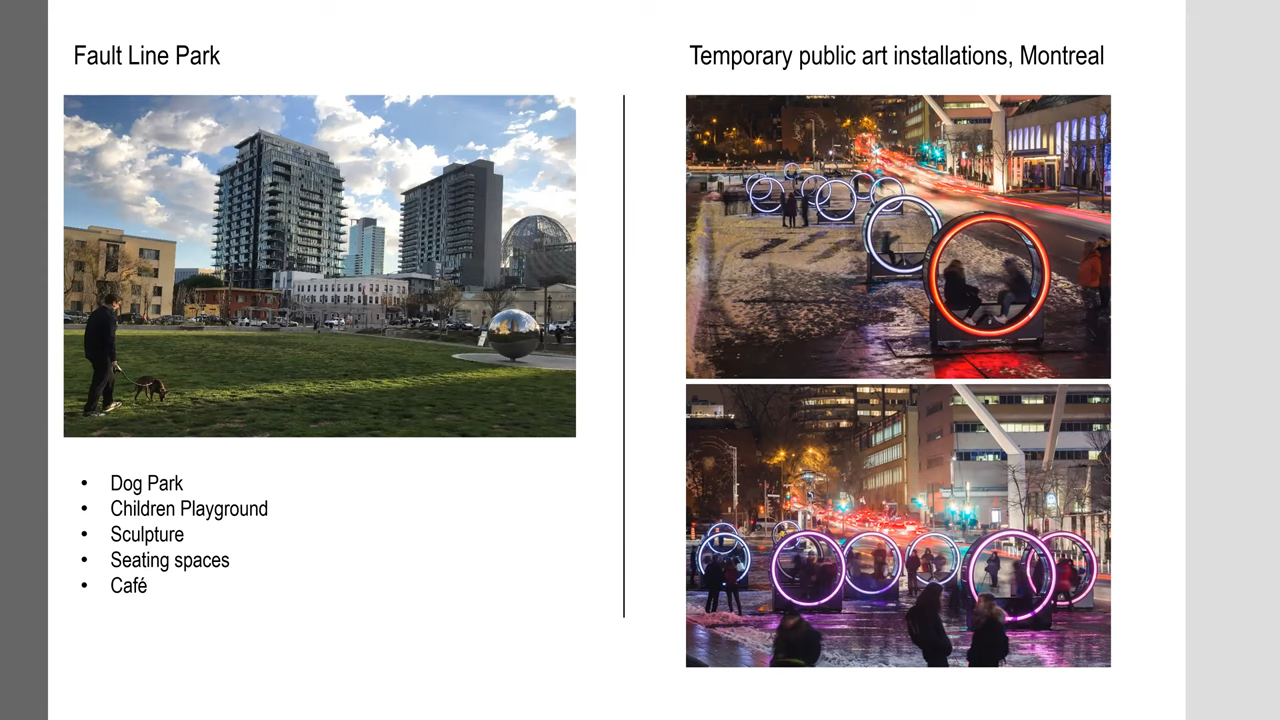 Fault Line Park
• Dog Park
• Children Playground
• Sculpture
• Seating spaces
• Café
Temporary public art installations, Montreal